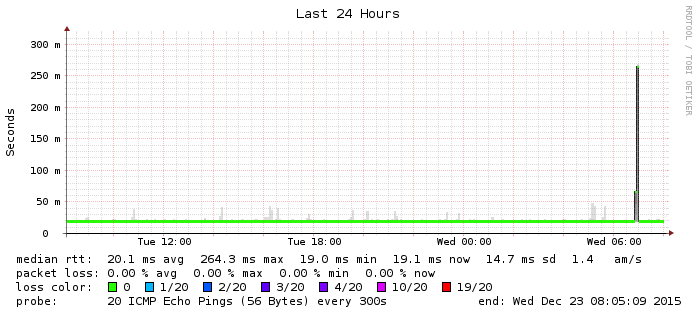 Last 24 Hours
RRDTOOL / TOBI OETIKER
Seconds
300 m
250 m
200 m
150 m
100 m
50 m
0
Tue 12:00 Tue 18:00 Wed 00:00 Wed 06:00
median rtt: 20.1 ms avg 264.3 ms max 19.0 ms min 19.1 ms now 14.7 ms sd 1.4 am/s
packet loss: 0.00 % avg 0.00 % max 0.00 % min 0.00 % now
loss color: 0 1/20 2/20 3/20 4/20 10/20 19/20
probe: 20 ICMP Echo Pings (56 Bytes) every 300s end: Wed Dec 23 08:05:09 2015